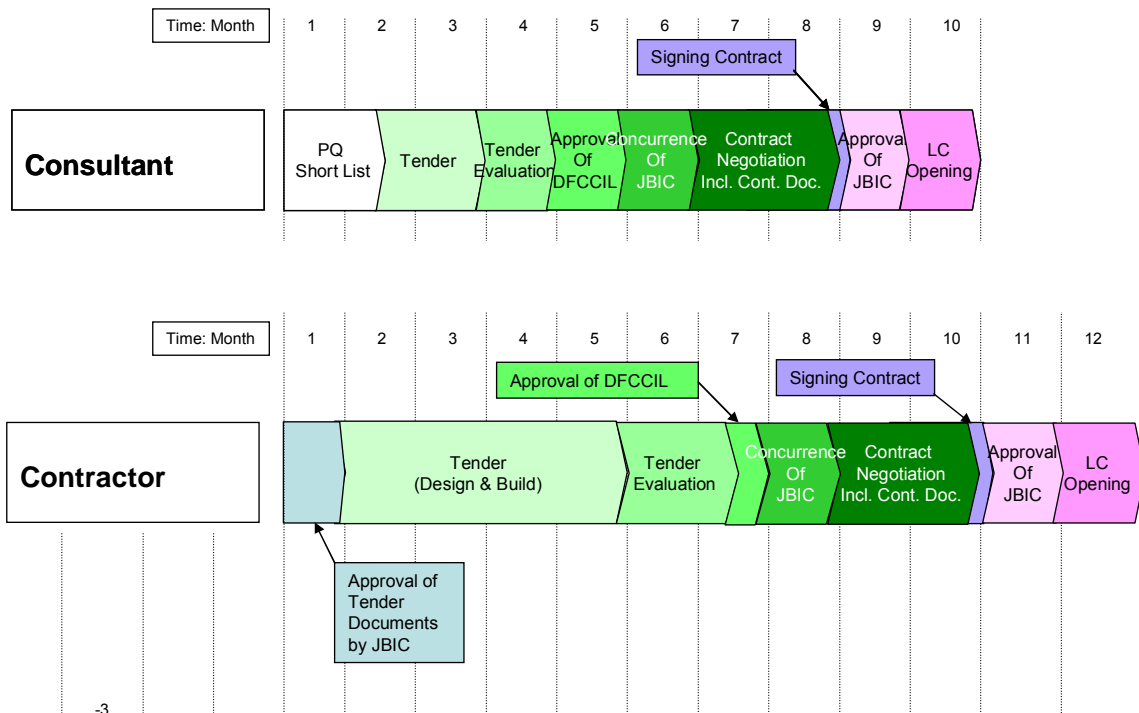 Time: Month
1 2 3 4 5 6 7 8 9 10
Signing Contract
Consultant
PQ
Short List
Tender
Tender
Evaluation
Approval
Of
DFCCIL
Concurrence
Of
JBIC
Contract
Negotiation
Incl. Cont. Doc.
Approval
Of
JBIC
LC
Opening
Time: Month
1 2 3 4 5 6 7 8 9 10 11 12
Approval of DFCCIL
Signing Contract
Contractor
Tender
(Design & Build)
Tender
Evaluation
Concurrence
Of
JBIC
Contract
Negotiation
Incl. Cont. Doc.
Approval
Of
JBIC
LC
Opening
Approval of
Tender
Documents
by JBIC
-3